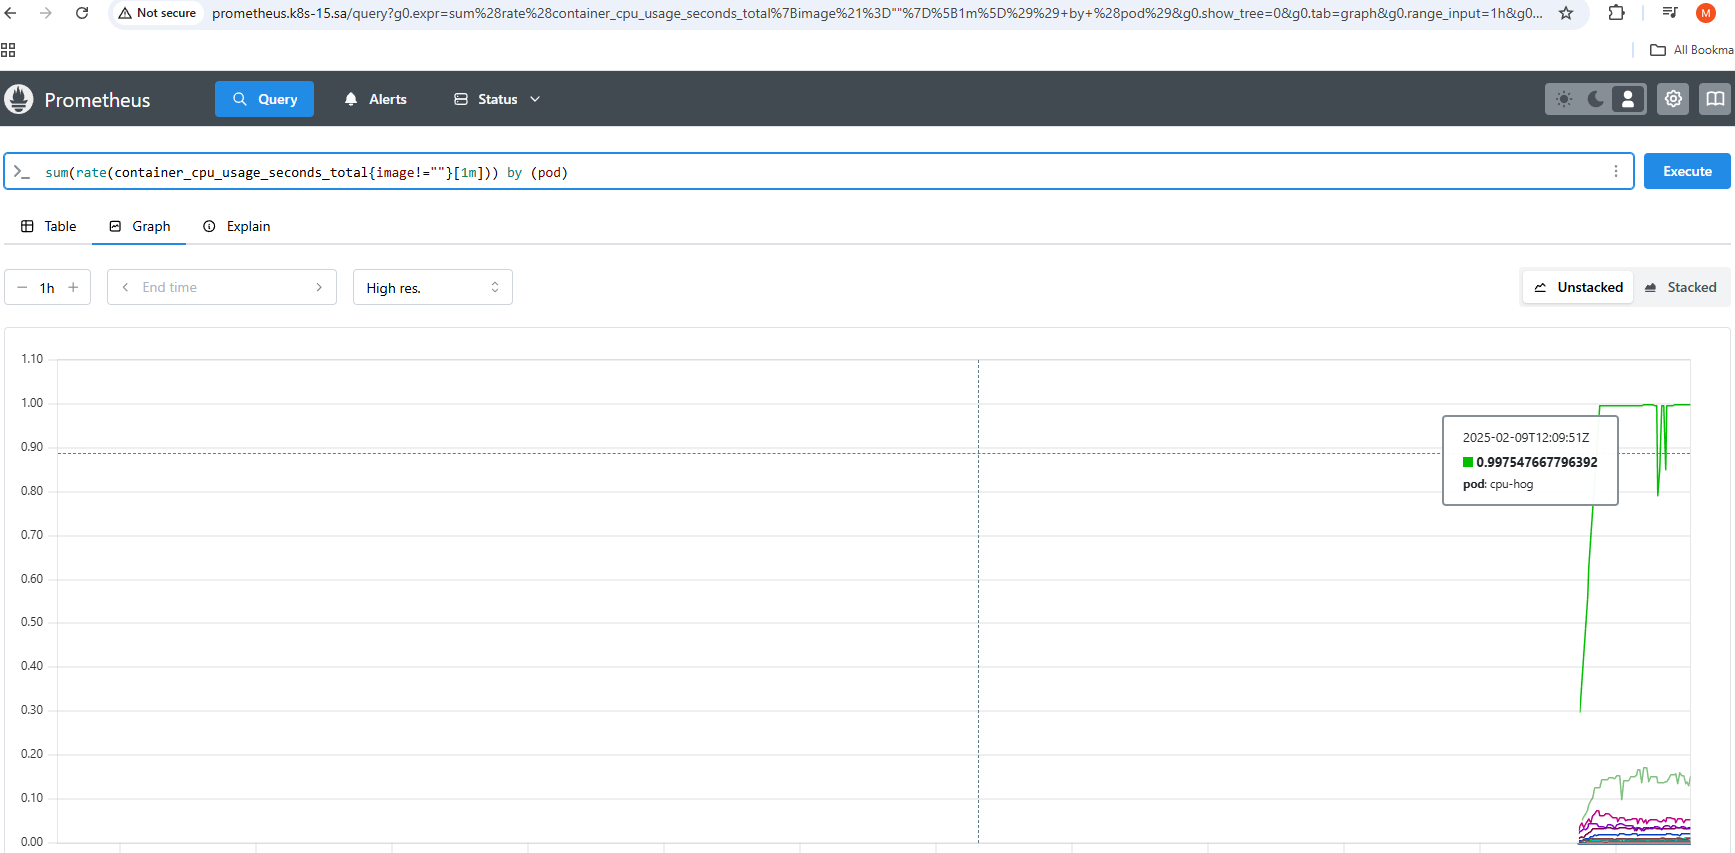 Not secure
prometheus.k8s-15.sa/query?g0.expr=sum%28rate%28container_cpu_usage_seconds_total%7Bimage%21%3D""%7D%5B1m%5D%29%29+by+%28pod%29&g0.show_tree=0&g0.tab=graph&g0.range_input=1h&g0...
M
All Bookma
Prometheus
Query
Alerts
Status
>_ sum(rate(container_cpu_usage_seconds_total{image!=""}[1m])) by (pod)
Execute
Table
Graph
Explain
− 1h +
End time
High res.
Unstacked
Stacked
1.10
1.00
0.90
0.80
0.70
0.60
0.50
0.40
0.30
0.20
0.10
0.00
2025-02-09T12:09:51Z
0.997547667796392
pod: cpu-hog